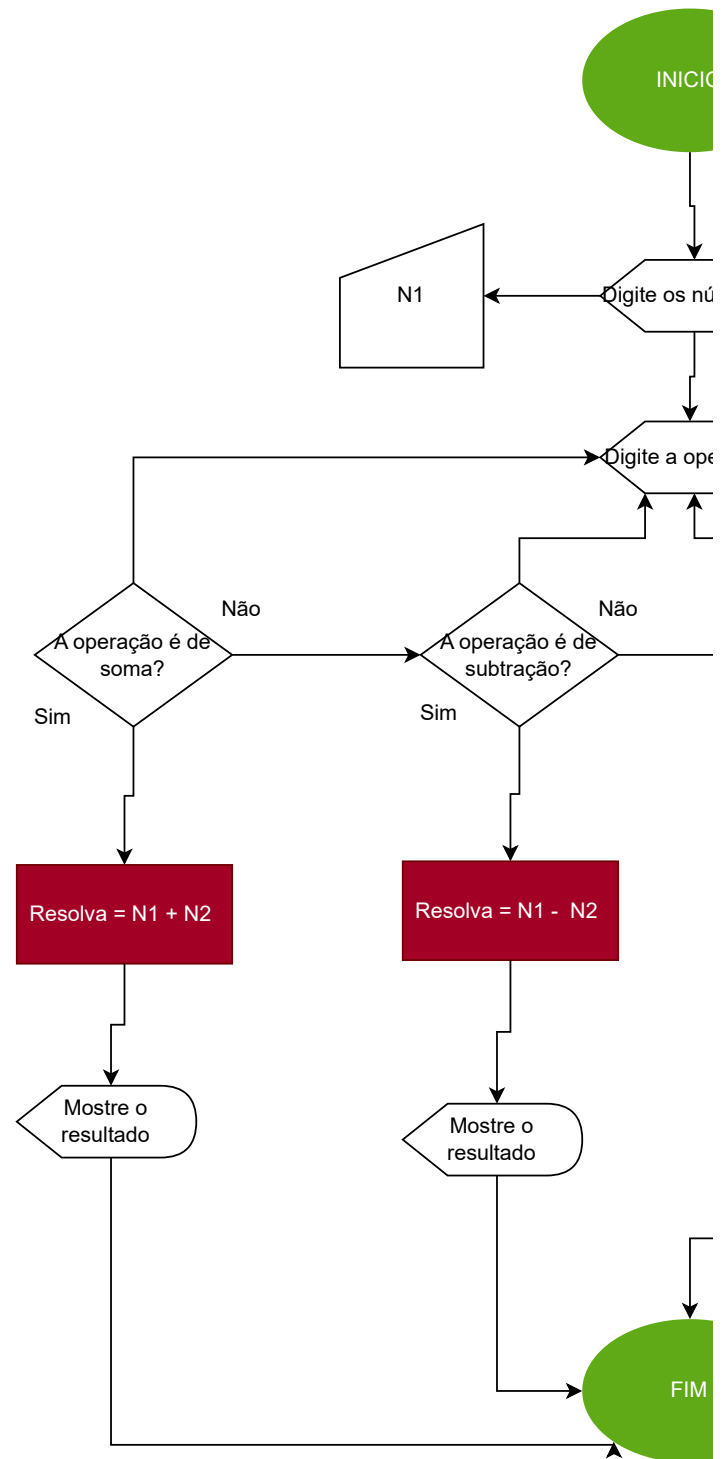 INICIO
N1
Digite os nú
Digite a ope
Não
Não
A operação é de
soma?
A operação é de
subtração?
Sim
Sim
Resolva = N1 + N2
Resolva = N1 -  N2
Mostre o
resultado
Mostre o
resultado
FIM